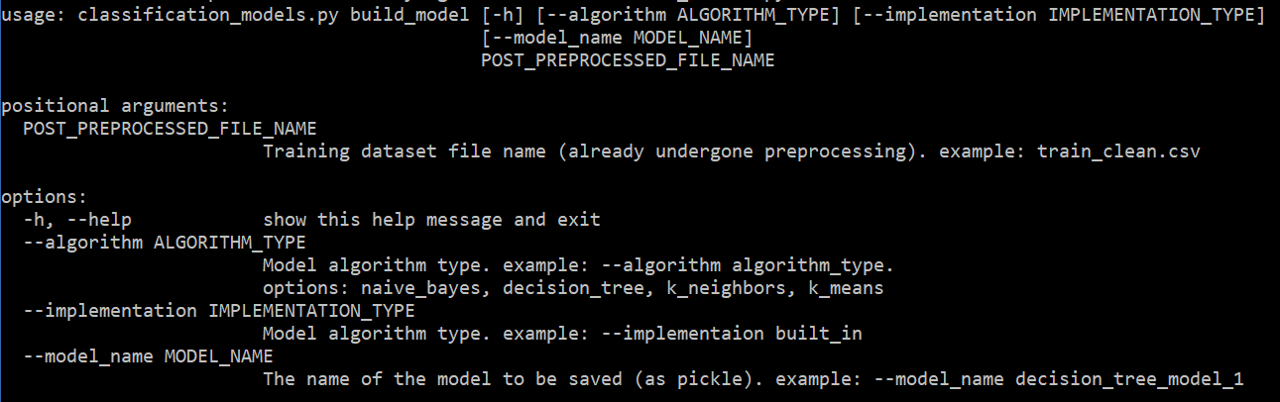 usage: classification_models.py build_model [-h] [--algorithm ALGORITHM_TYPE] [--implementation IMPLEMENTATION_TYPE]
[--model_name MODEL_NAME]
POST_PREPROCESSED_FILE_NAME
positional arguments:
POST_PREPROCESSED_FILE_NAME
Training dataset file name (already undergone preprocessing). example: train_clean.csv
options:
-h, --help show this help message and exit
--algorithm ALGORITHM_TYPE
Model algorithm type. example: --algorithm algorithm_type.
options: naive_bayes, decision_tree, k_neighbors, k_means
--implementation IMPLEMENTATION_TYPE
Model algorithm type. example: --implementaion built_in
--model_name MODEL_NAME
The name of the model to be saved (as pickle). example: --model_name decision_tree_model_1